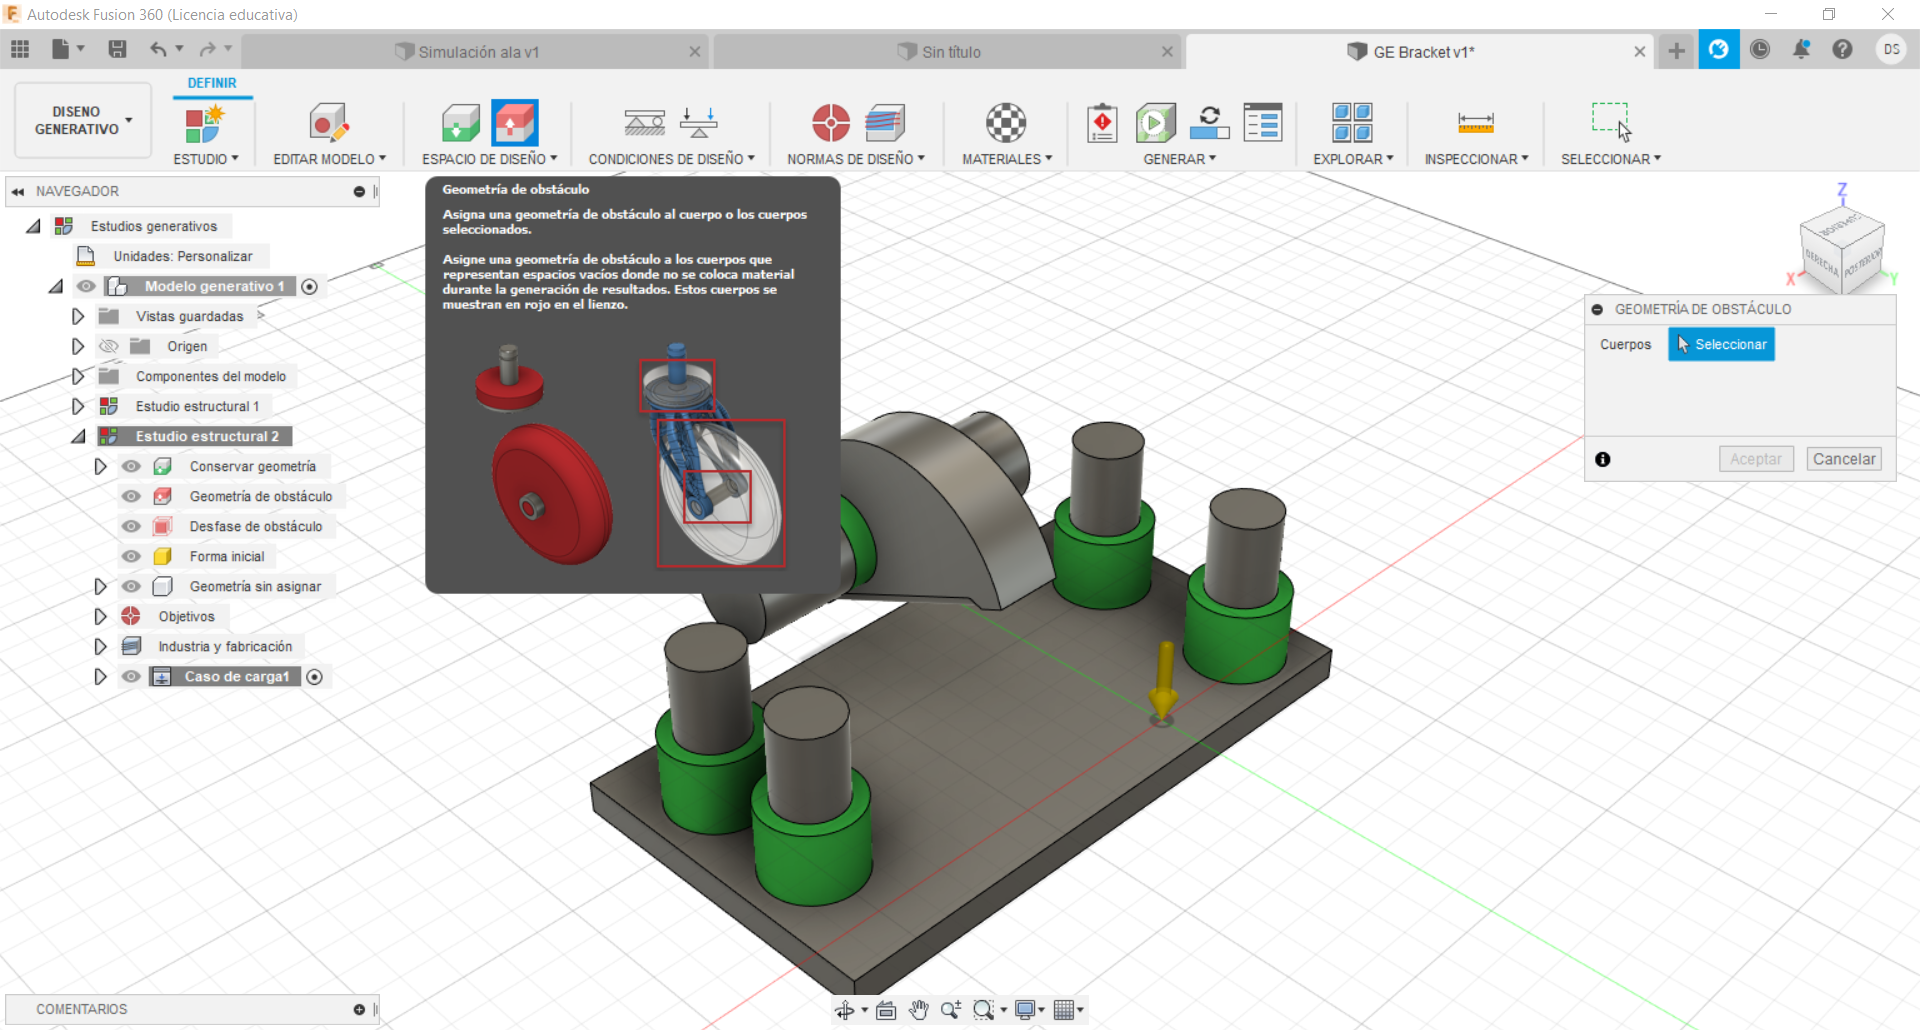 Autodesk Fusion 360 (Licencia educativa)
Simulación ala v1
Sin título
GE Bracket v1*
DS
DISENO
GENERATIVO
DEFINIR
ESTUDIO
EDITAR MODELO
ESPACIO DE DISEÑO
CONDICIONES DE DISEÑO
NORMAS DE DISEÑO
MATERIALES
GENERAR
EXPLORAR
INSPECCIONAR
SELECCIONAR
NAVEGADOR
Estudios generativos
Unidades: Personalizar
Modelo generativo 1
Vistas guardadas
Origen
Componentes del modelo
Estudio estructural 1
Estudio estructural 2
Conservar geometría
Geometría de obstáculo
Desfase de obstáculo
Forma inicial
Geometría sin asignar
Objetivos
Industria y fabricación
Caso de carga1
Geometría de obstáculo
Asigna una geometría de obstáculo al cuerpo o los cuerpos
seleccionados.
Asigne una geometría de obstáculo a los cuerpos que
representan espacios vacíos donde no se coloca material
durante la generación de resultados. Estos cuerpos se
muestran en rojo en el lienzo.
Z
SUPERIOR
DERECHA
POSTERIOR
X
Y
GEOMETRÍA DE OBSTÁCULO
Cuerpos
Seleccionar
Aceptar
Cancelar
COMENTARIOS